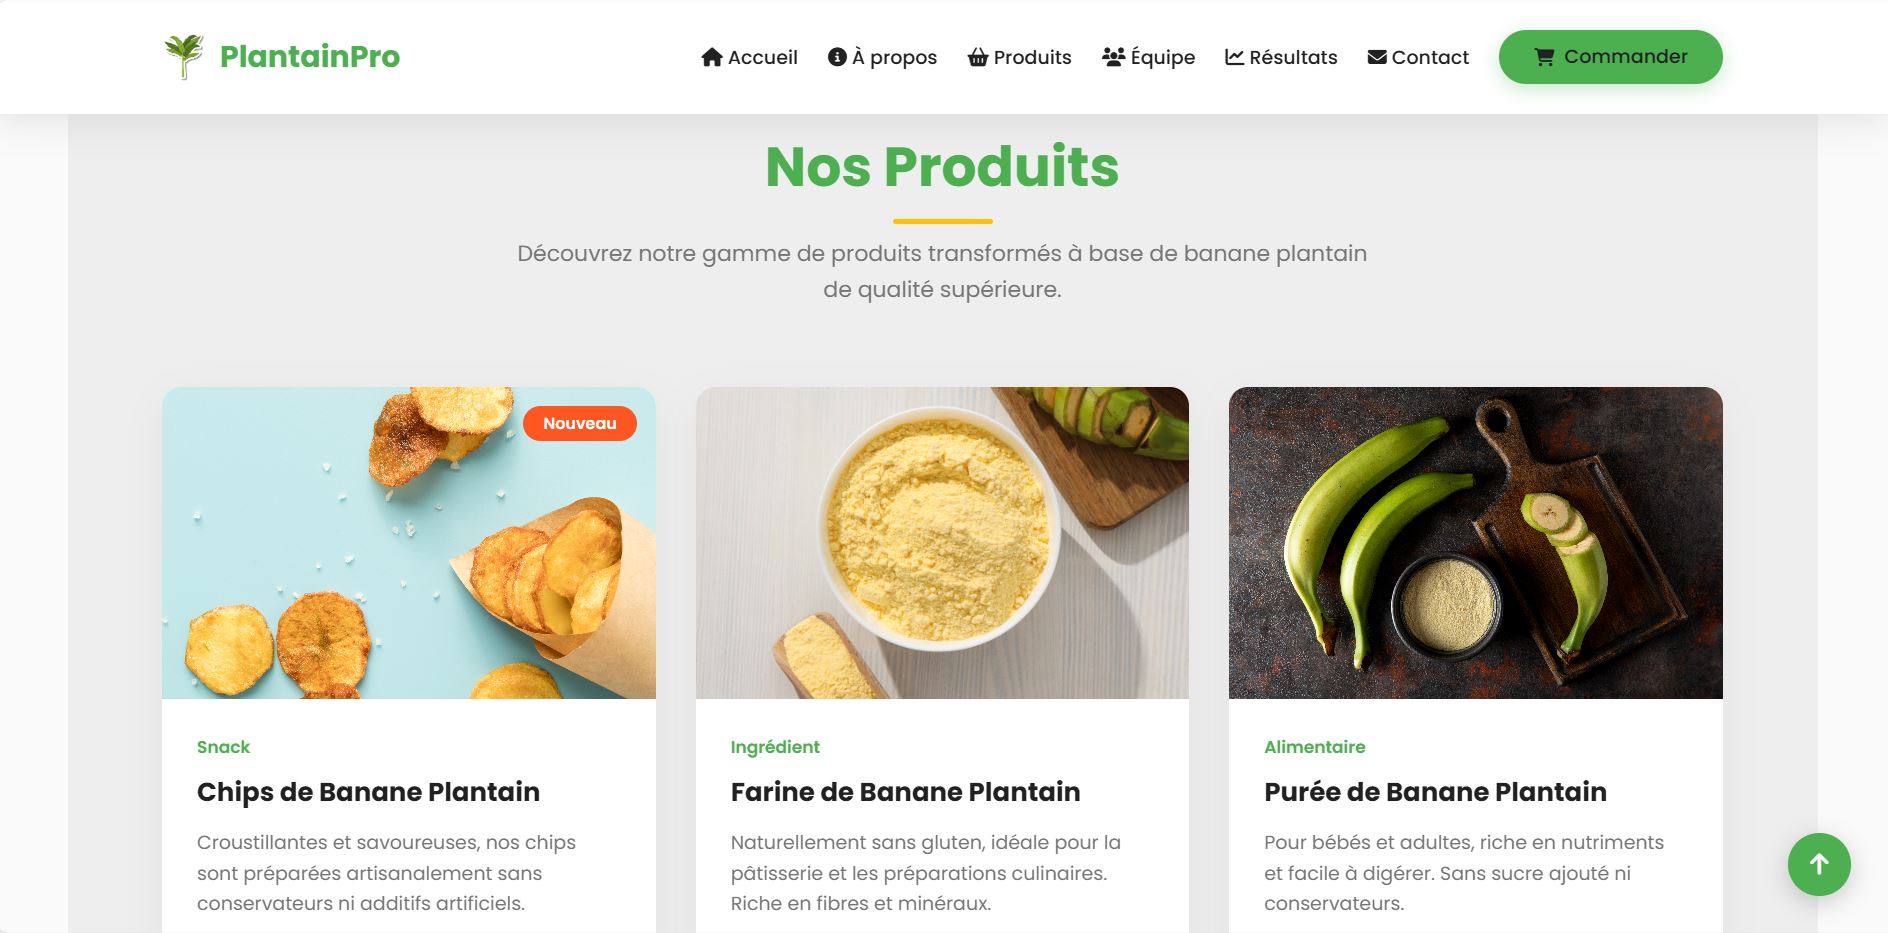 PlantainPro
Accueil
À propos
Produits
Équipe
Résultats
Contact
Commander
Nos Produits
Découvrez notre gamme de produits transformés à base de banane plantain
de qualité supérieure.
Nouveau
Snack
Chips de Banane Plantain
Croustillantes et savoureuses, nos chips
sont préparées artisanalement sans
conservateurs ni additifs artificiels.
Ingrédient
Farine de Banane Plantain
Naturellement sans gluten, idéale pour la
pâtisserie et les préparations culinaires.
Riche en fibres et minéraux.
Alimentaire
Purée de Banane Plantain
Pour bébés et adultes, riche en nutriments
et facile à digérer. Sans sucre ajouté ni
conservateurs.